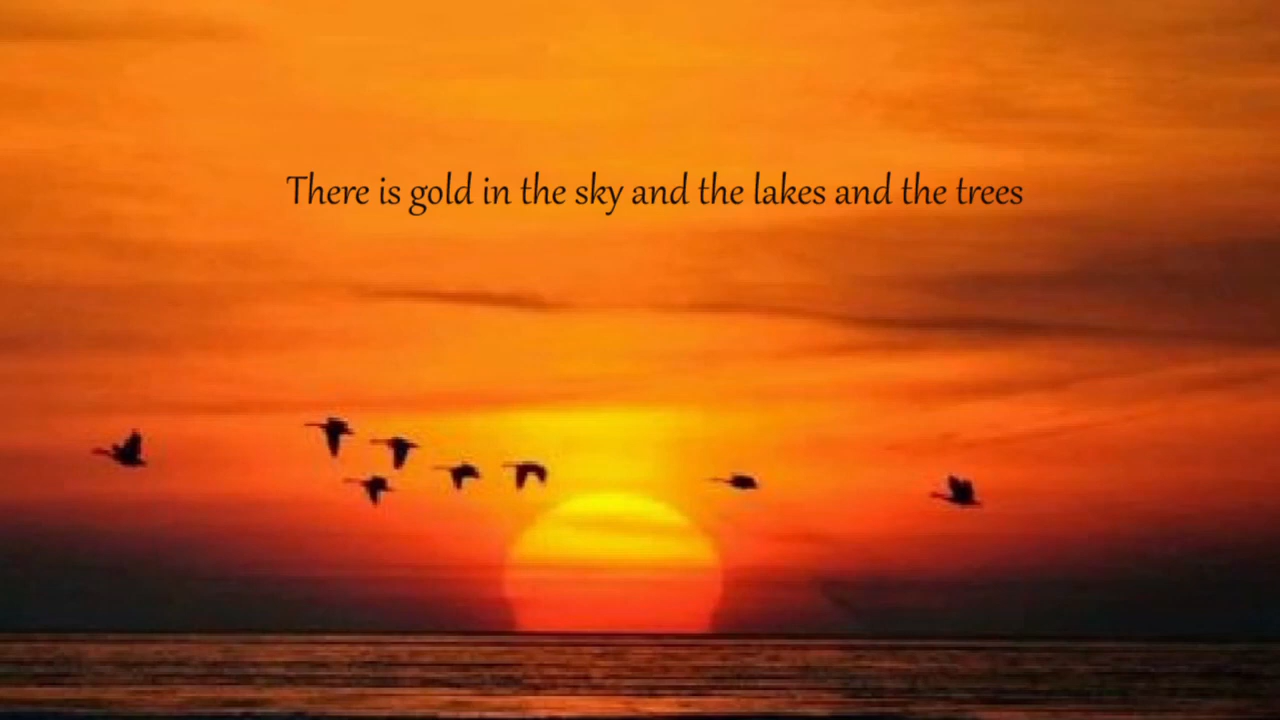 There is gold in the sky and the lakes and the trees